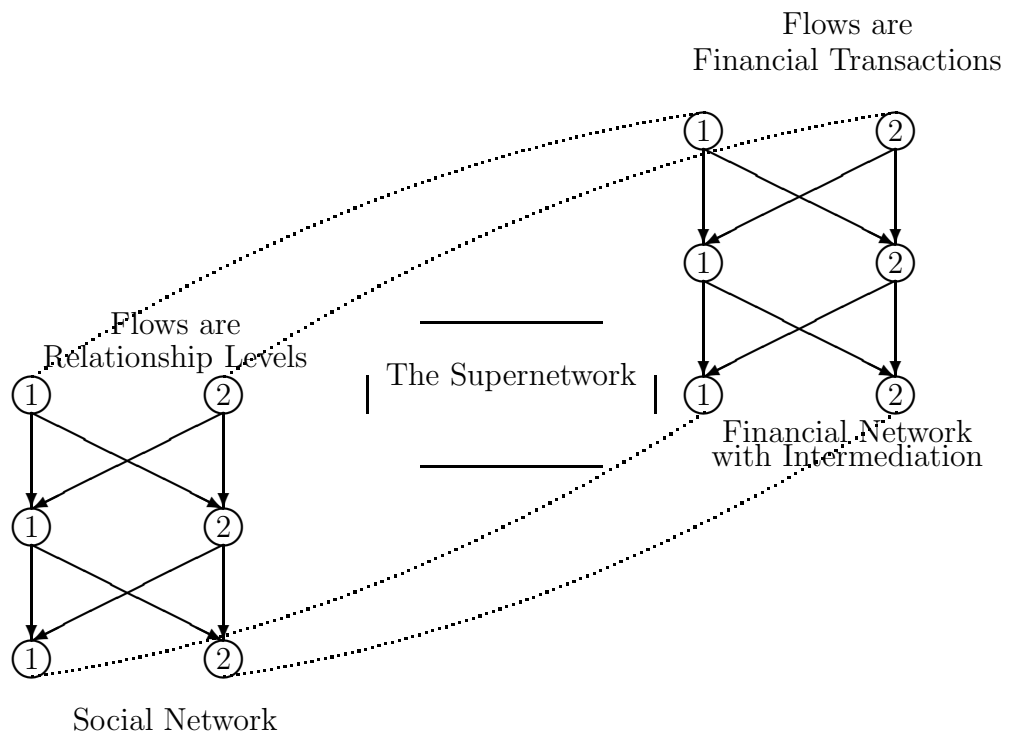 Flows are
Financial Transactions
1 2
1 2
Flows are
Relationship Levels
The Supernetwork
1 2
1 2
Financial Network
with Intermediation
1 2
1 2
Social Network